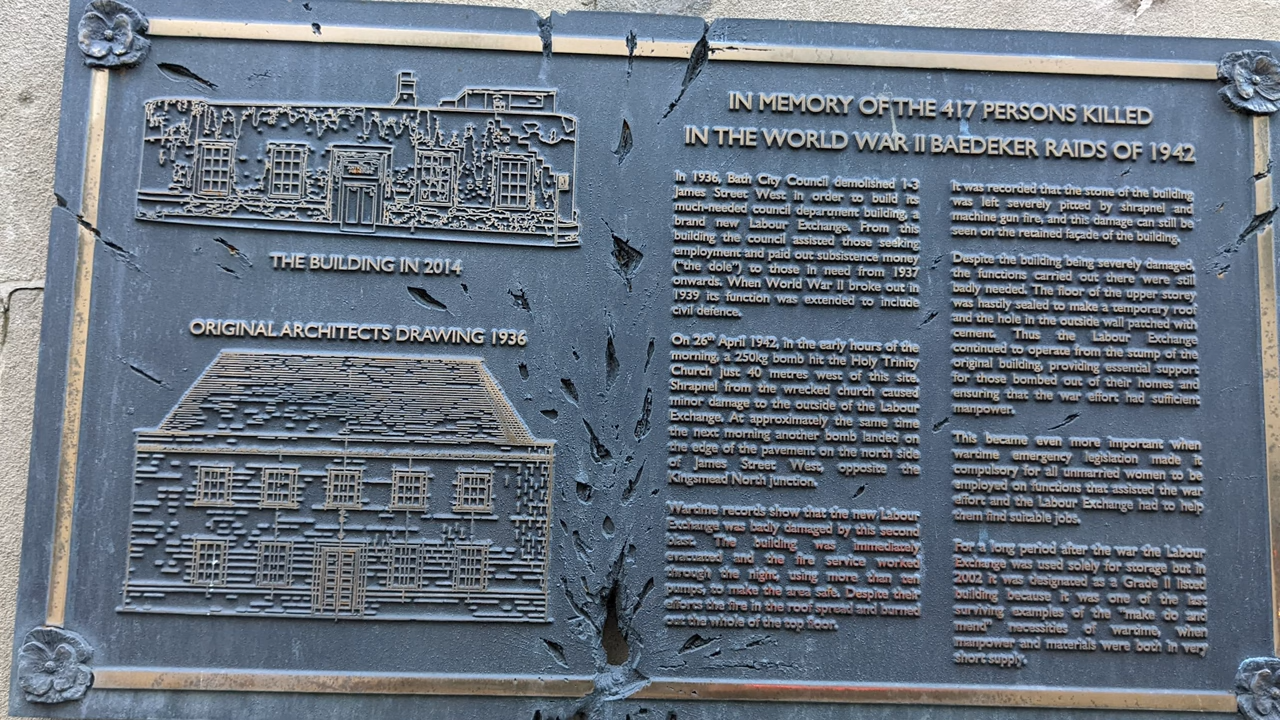 THE BUILDING IN 2014
ORIGINAL ARCHITECTS DRAWING 1936
IN MEMORY OF THE 417 PERSONS KILLED
IN THE WORLD WAR II BAEDEKER RAIDS OF 1942
In 1936, Bath City Council demolished 1-3
James Street West in order to build its
much-needed council department building, a
brand new Labour Exchange. From this
building the council assisted those seeking
employment and paid out subsistence money
("the dole") to those in need from 1937
onwards. When World War II broke out in
1939 its function was extended to include
civil defence.
On 26th April 1942, in the early hours of the
morning, a 250kg bomb hit the Holy Trinity
Church just 40 metres west of this site.
Shrapnel from the wrecked church caused
minor damage to the outside of the Labour
Exchange. At approximately the same time
the next morning another bomb landed on
the edge of the pavement on the north side
of James Street West, opposite the
Kingsmead North junction.
Wartime records show that the new Labour
Exchange was badly damaged by this second
blast. The building was immediately
evacuated and the fire service worked
through the night, using more than ten
pumps, to make the area safe. Despite their
efforts the fire in the roof spread and burned
out the whole of the top floor.
It was recorded that the stone of the building
was left severely pitted by shrapnel and
machine gun fire, and this damage can still be
seen on the retained façade of the building.
Despite the building being severely damaged,
the functions carried out there were still
badly needed. The floor of the upper storey
was hastily sealed to make a temporary roof
and the hole in the outside wall patched with
cement. Thus the Labour Exchange
continued to operate from the stump of the
original building, providing essential support
for those bombed out of their homes and
ensuring that the war effort had sufficient
manpower.
This became even more important when
wartime emergency legislation made it
compulsory for all unmarried women to be
employed on functions that assisted the war
effort and the Labour Exchange had to help
them find suitable jobs.
For a long period after the war the Labour
Exchange was used solely for storage but in
2002 it was designated as a Grade II listed
building because it was one of the last
surviving examples of the "make do and
mend" necessities of wartime, when
manpower and materials were both in very
short supply.